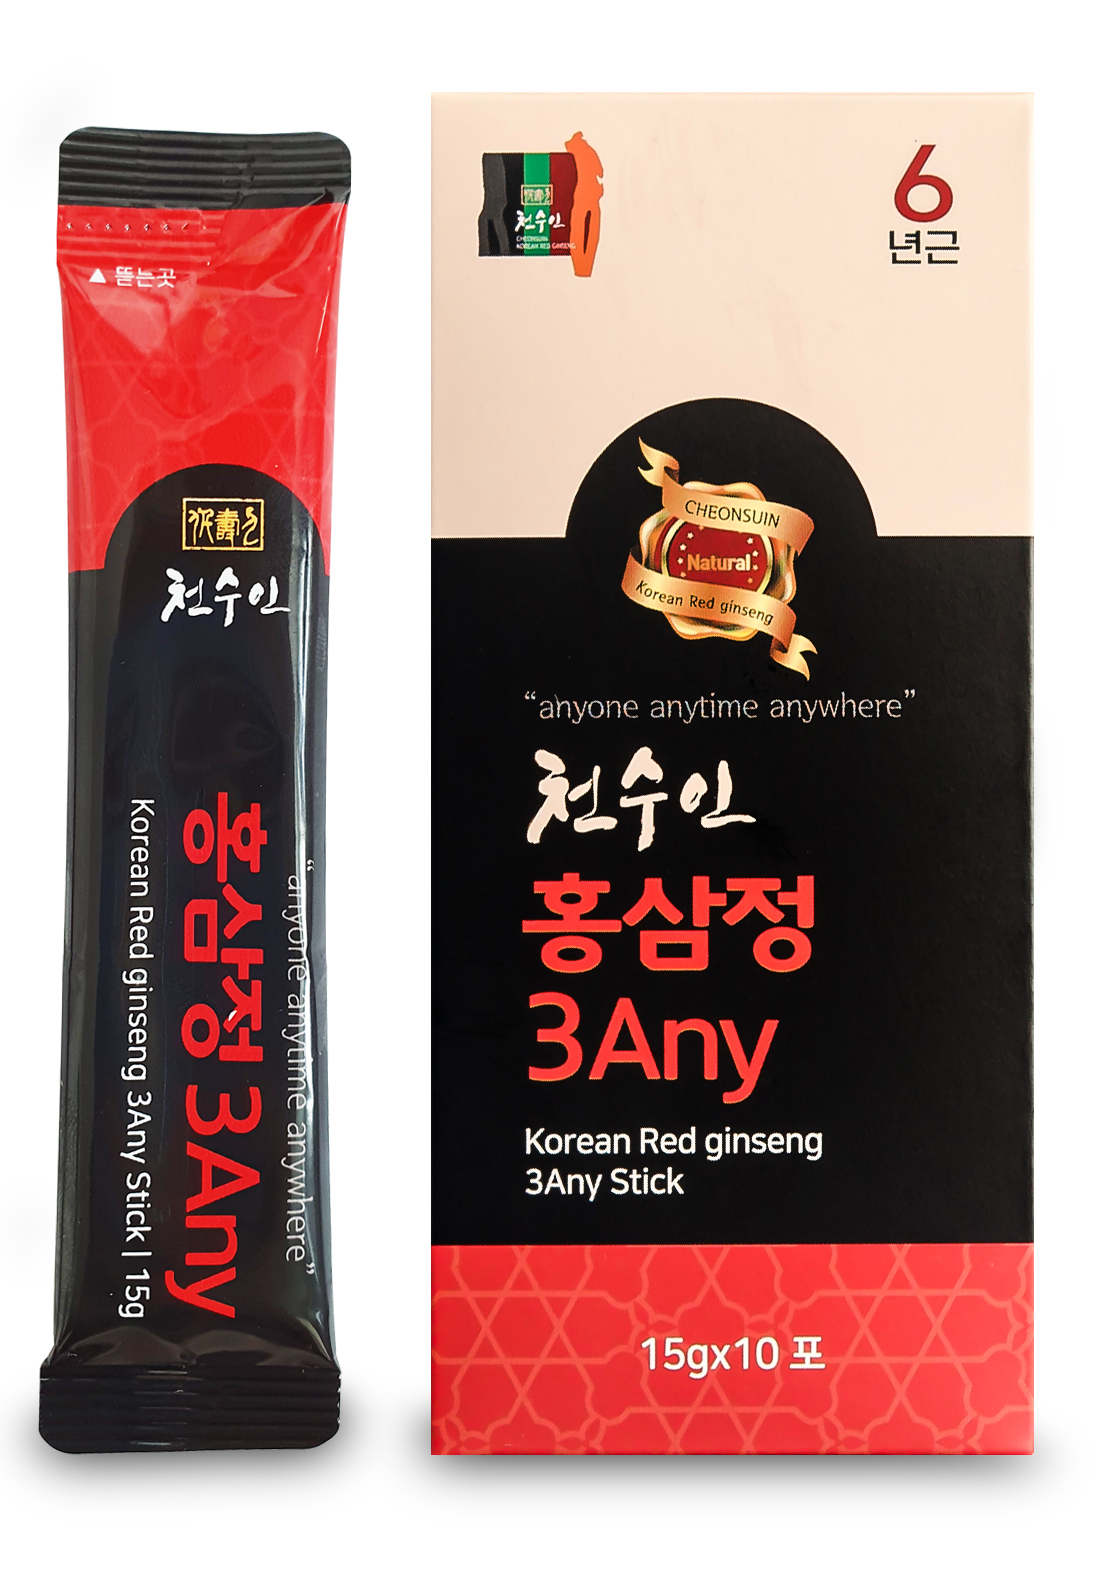 ▲ 뜯는곳
천수인
"anyone anytime anywhere"
홍삼정 3Any
Korean Red ginseng 3Any Stick | 15g
천수인
CHEONSUIN
KOREAN RED GINSENG
6
년근
CHEONSUIN
Natural
Korean Red ginseng
“anyone anytime anywhere”
천수인
홍삼정
3Any
Korean Red ginseng
3Any Stick
15gx10 포